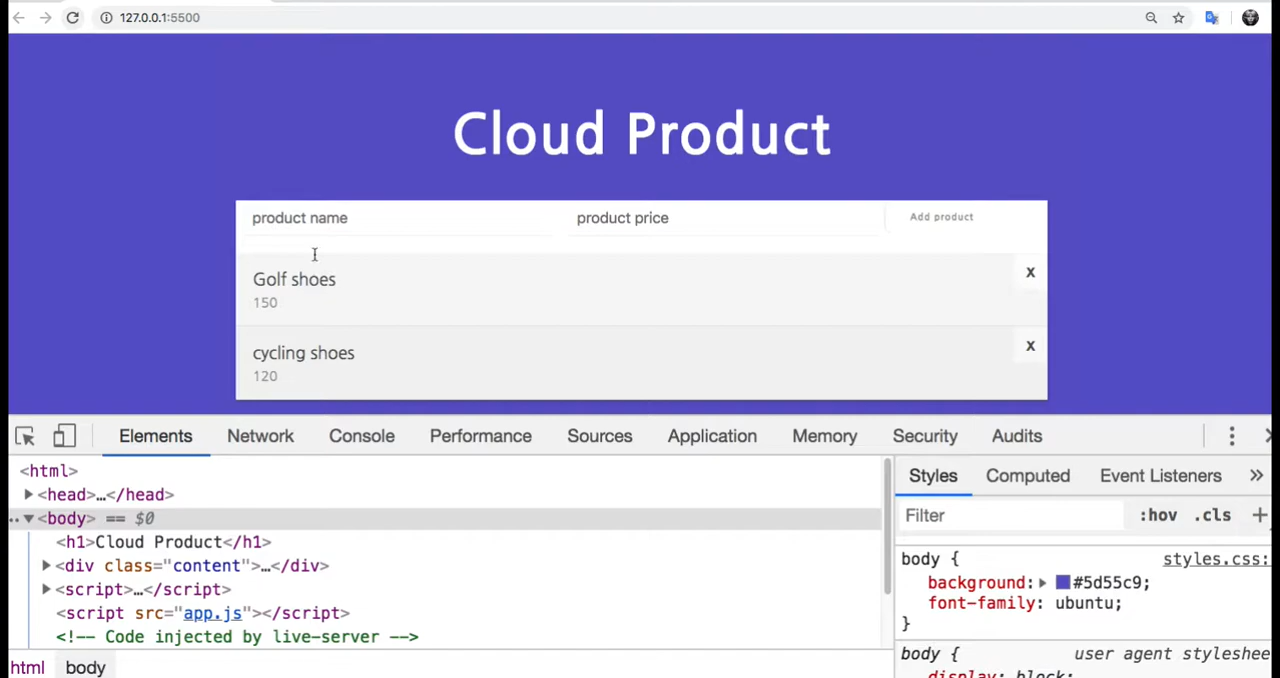 127.0.0.1:5500
Cloud Product
product name product price Add product
Golf shoes x
150
cycling shoes x
120
Elements Network Console Performance Sources Application Memory Security Audits
<html>
<head>…</head>
<body> == $0
<h1>Cloud Product</h1>
<div class="content">…</div>
<script>…</script>
<script src="app.js"></script>
<!-- Code injected by live-server -->
html body
Styles Computed Event Listeners »
Filter :hov .cls +
body { styles.css:
background: #5d55c9;
font-family: ubuntu;
}
body { user agent styleshee
display: block;